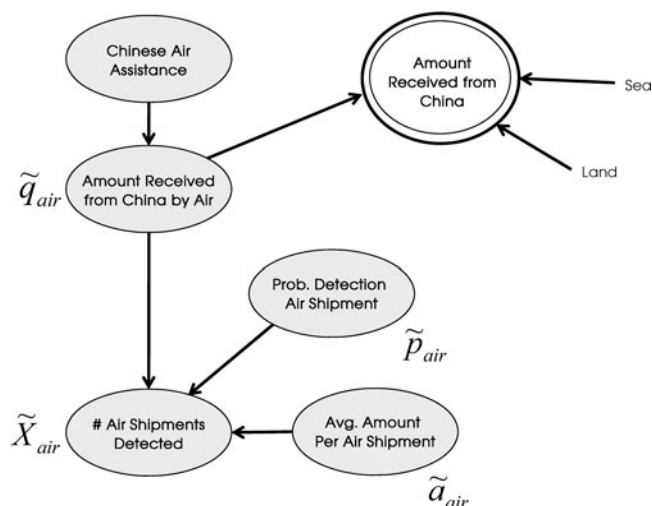 Chinese Air
Assistance
Amount
Received from
China
Sea
Land
Amount Received
from China by Air
q̃air
Prob. Detection
Air Shipment
p̃air
# Air Shipments
Detected
X̃air
Avg. Amount
Per Air Shipment
ãair